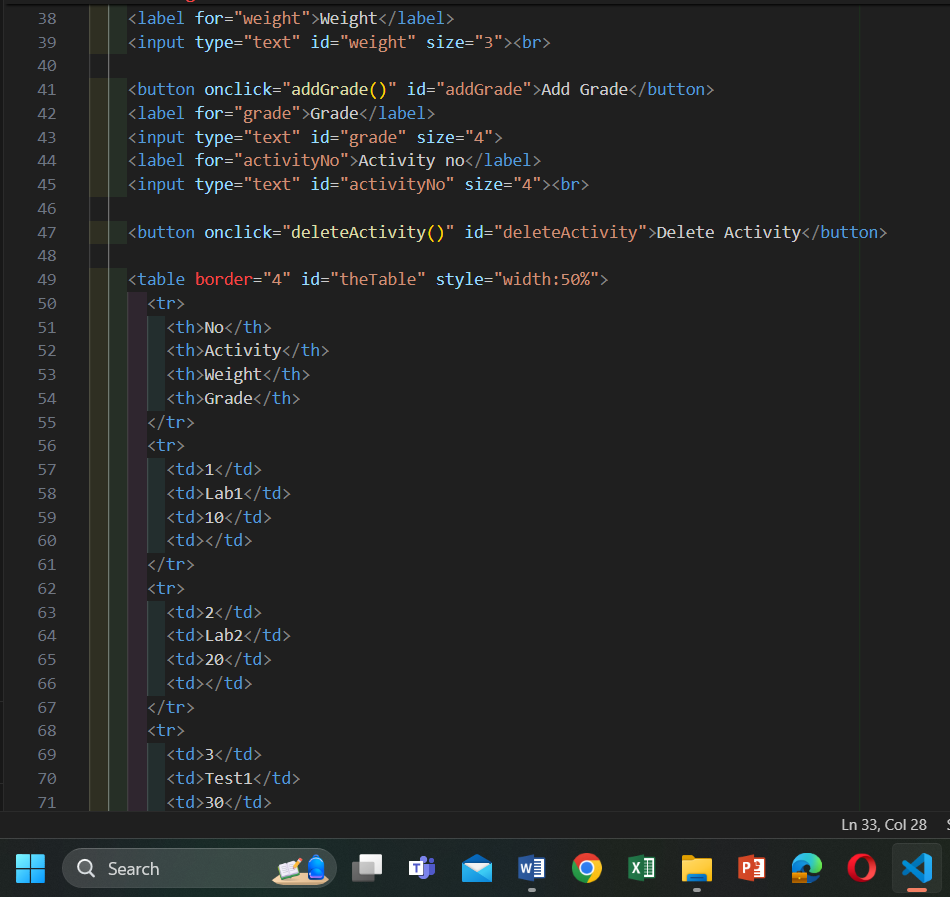 38 <label for="weight">Weight</label>
39 <input type="text" id="weight" size="3"><br>
40
41 <button onclick="addGrade()" id="addGrade">Add Grade</button>
42 <label for="grade">Grade</label>
43 <input type="text" id="grade" size="4">
44 <label for="activityNo">Activity no</label>
45 <input type="text" id="activityNo" size="4"><br>
46
47 <button onclick="deleteActivity()" id="deleteActivity">Delete Activity</button>
48
49 <table border="4" id="theTable" style="width:50%">
50 <tr>
51 <th>No</th>
52 <th>Activity</th>
53 <th>Weight</th>
54 <th>Grade</th>
55 </tr>
56 <tr>
57 <td>1</td>
58 <td>Lab1</td>
59 <td>10</td>
60 <td></td>
61 </tr>
62 <tr>
63 <td>2</td>
64 <td>Lab2</td>
65 <td>20</td>
66 <td></td>
67 </tr>
68 <tr>
69 <td>3</td>
70 <td>Test1</td>
71 <td>30</td>
Ln 33, Col 28
Search